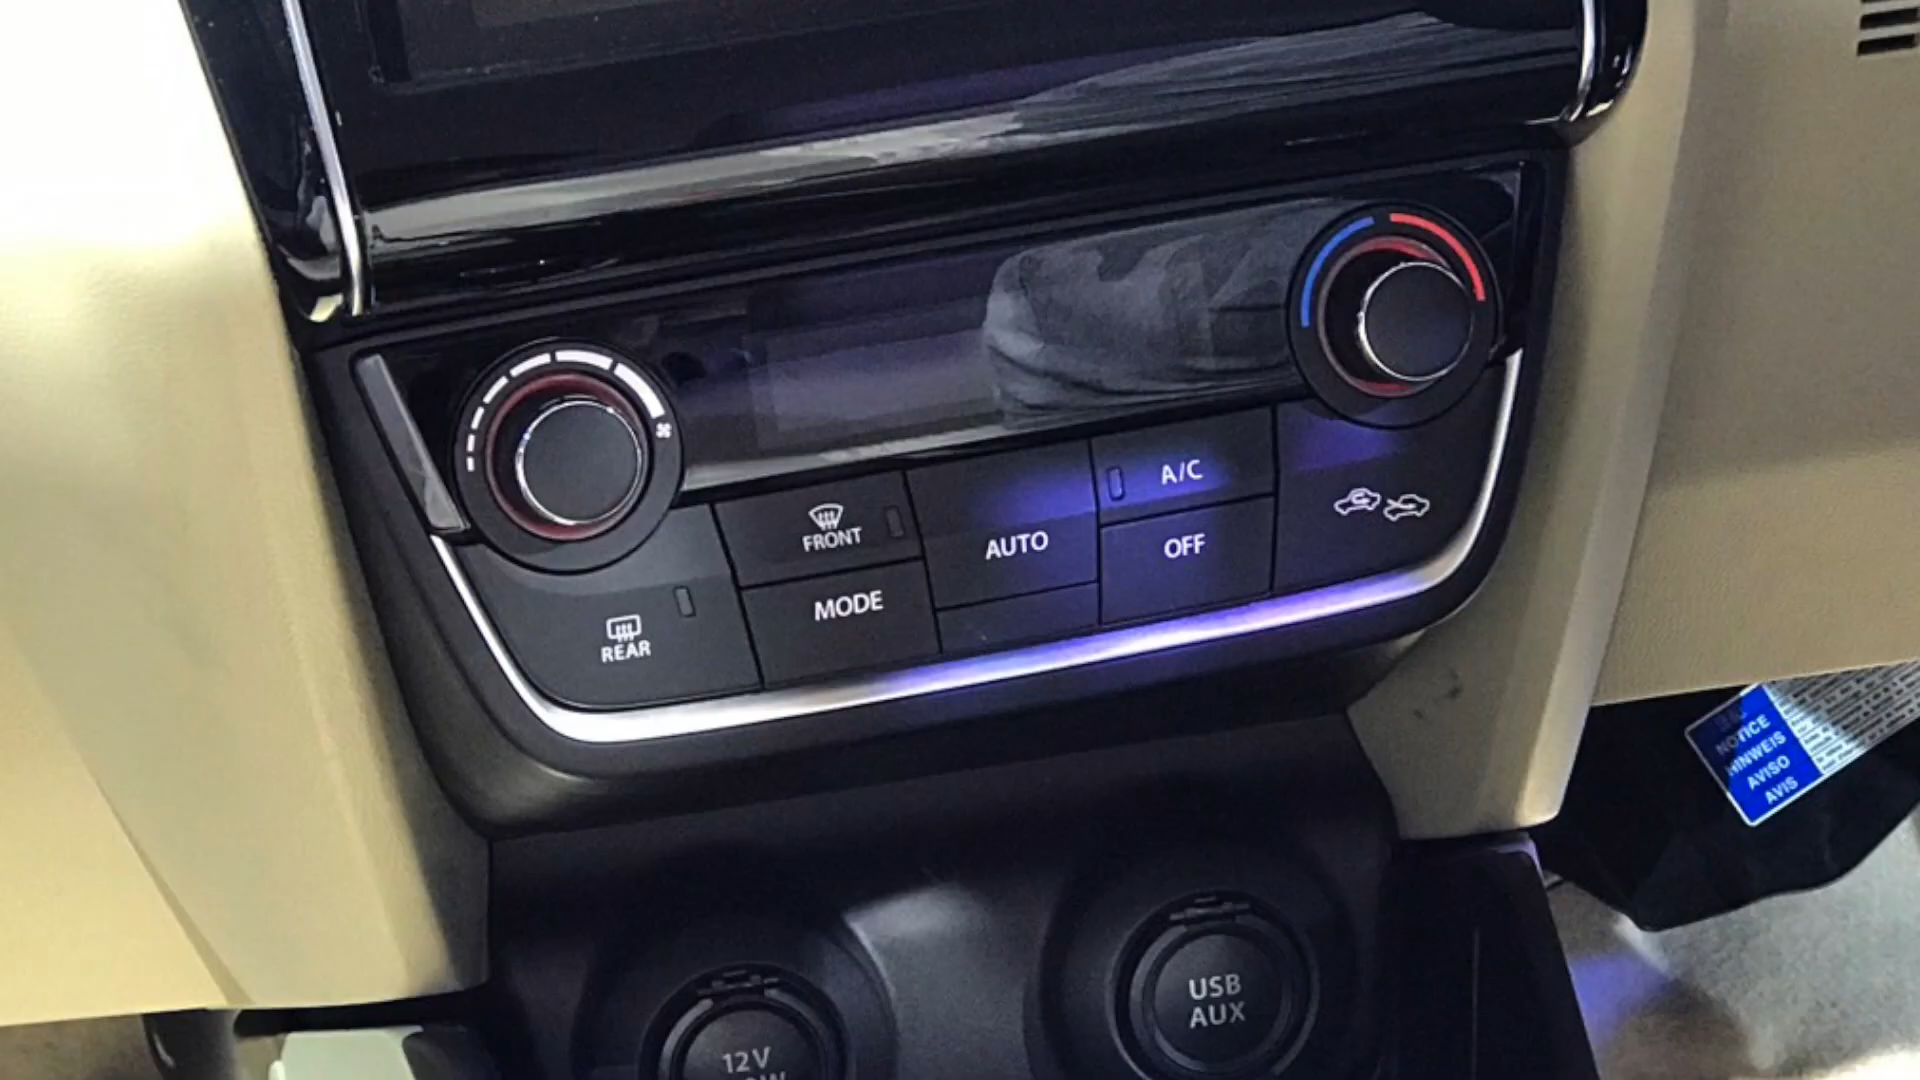 A/C
FRONT
AUTO
OFF
MODE
REAR
NOTICE
HINWEIS
AVISO
AVIS
USB
AUX
12V